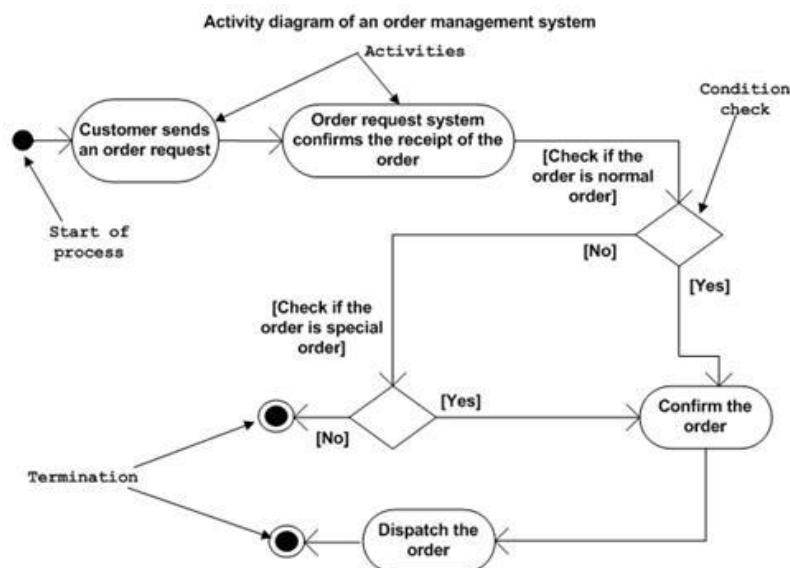 Activity diagram of an order management system
Activities
Condition
check
Customer sends
an order request
Order request system
confirms the receipt of the
order
[Check if the
order is normal
order]
Start of
process
[No]
[Yes]
[Check if the
order is special
order]
[Yes]
[No]
Confirm the
order
Termination
Dispatch the
order